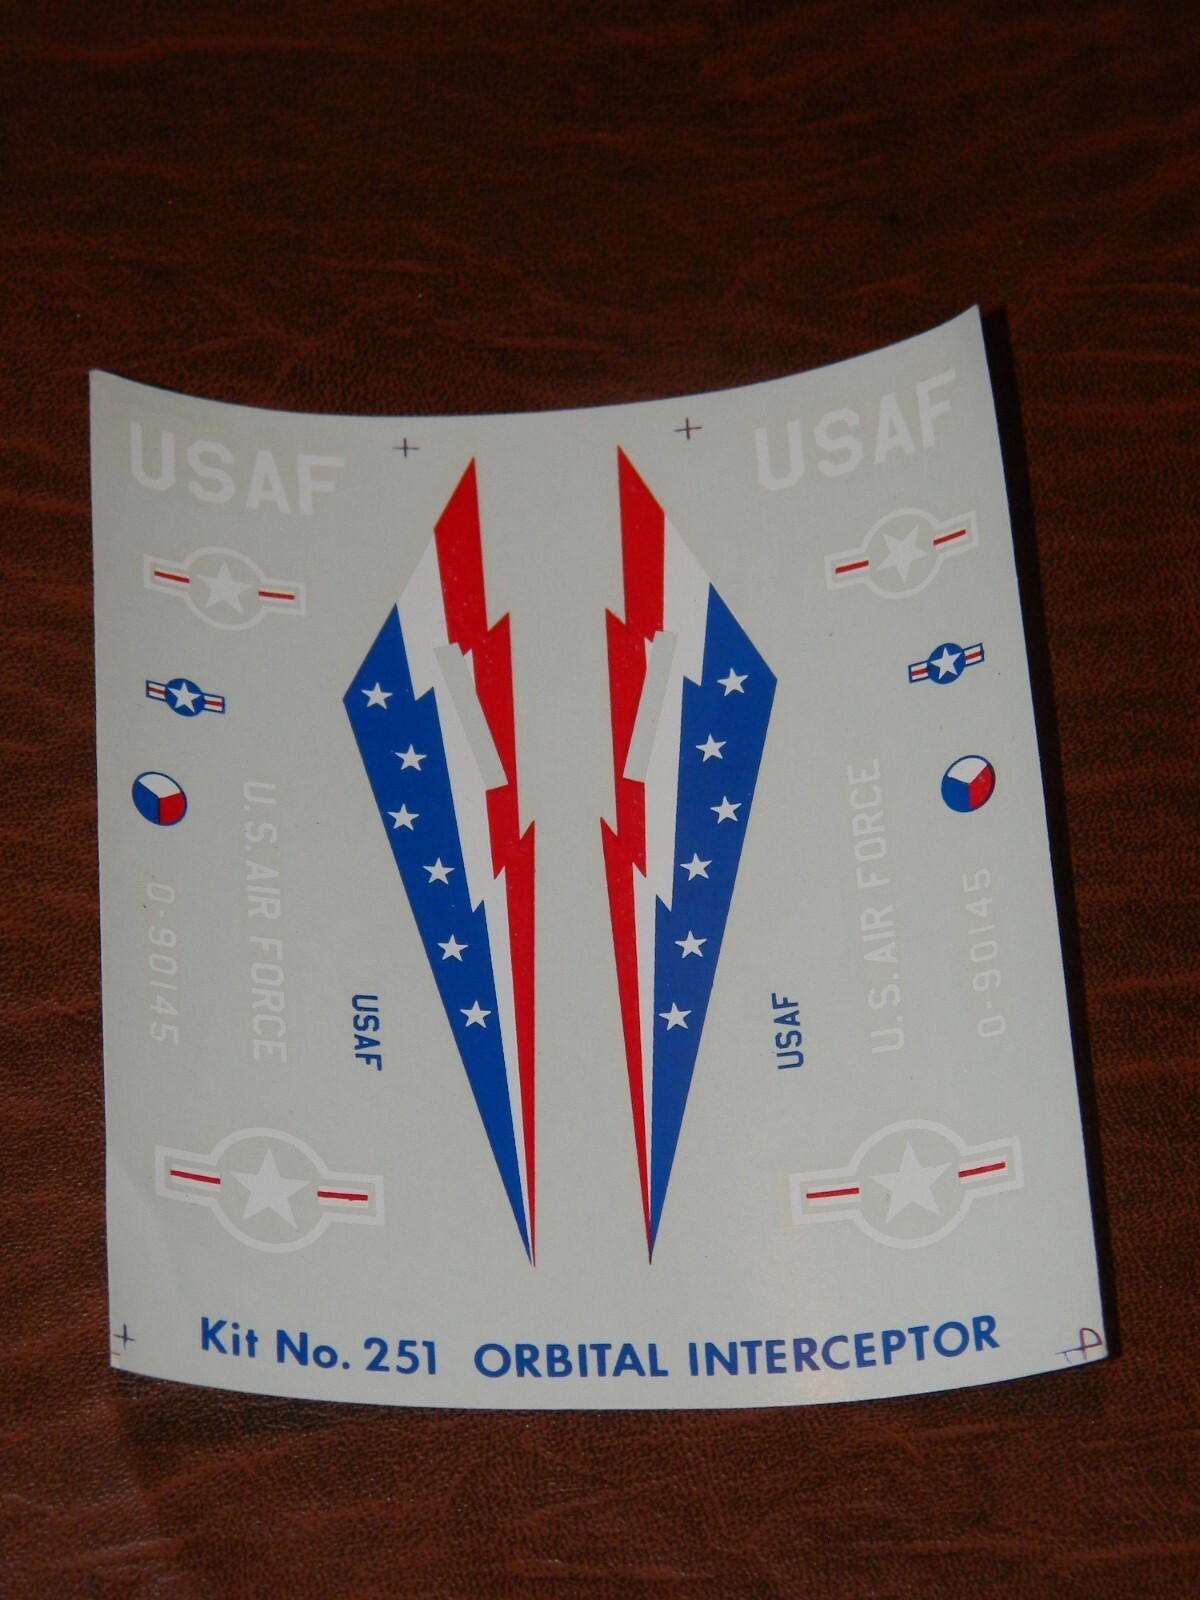 USAF
USAF
U.S. AIR FORCE
0-90145
USAF
USAF
U.S. AIR FORCE
0-90145
Kit No. 251 ORBITAL INTERCEPTOR